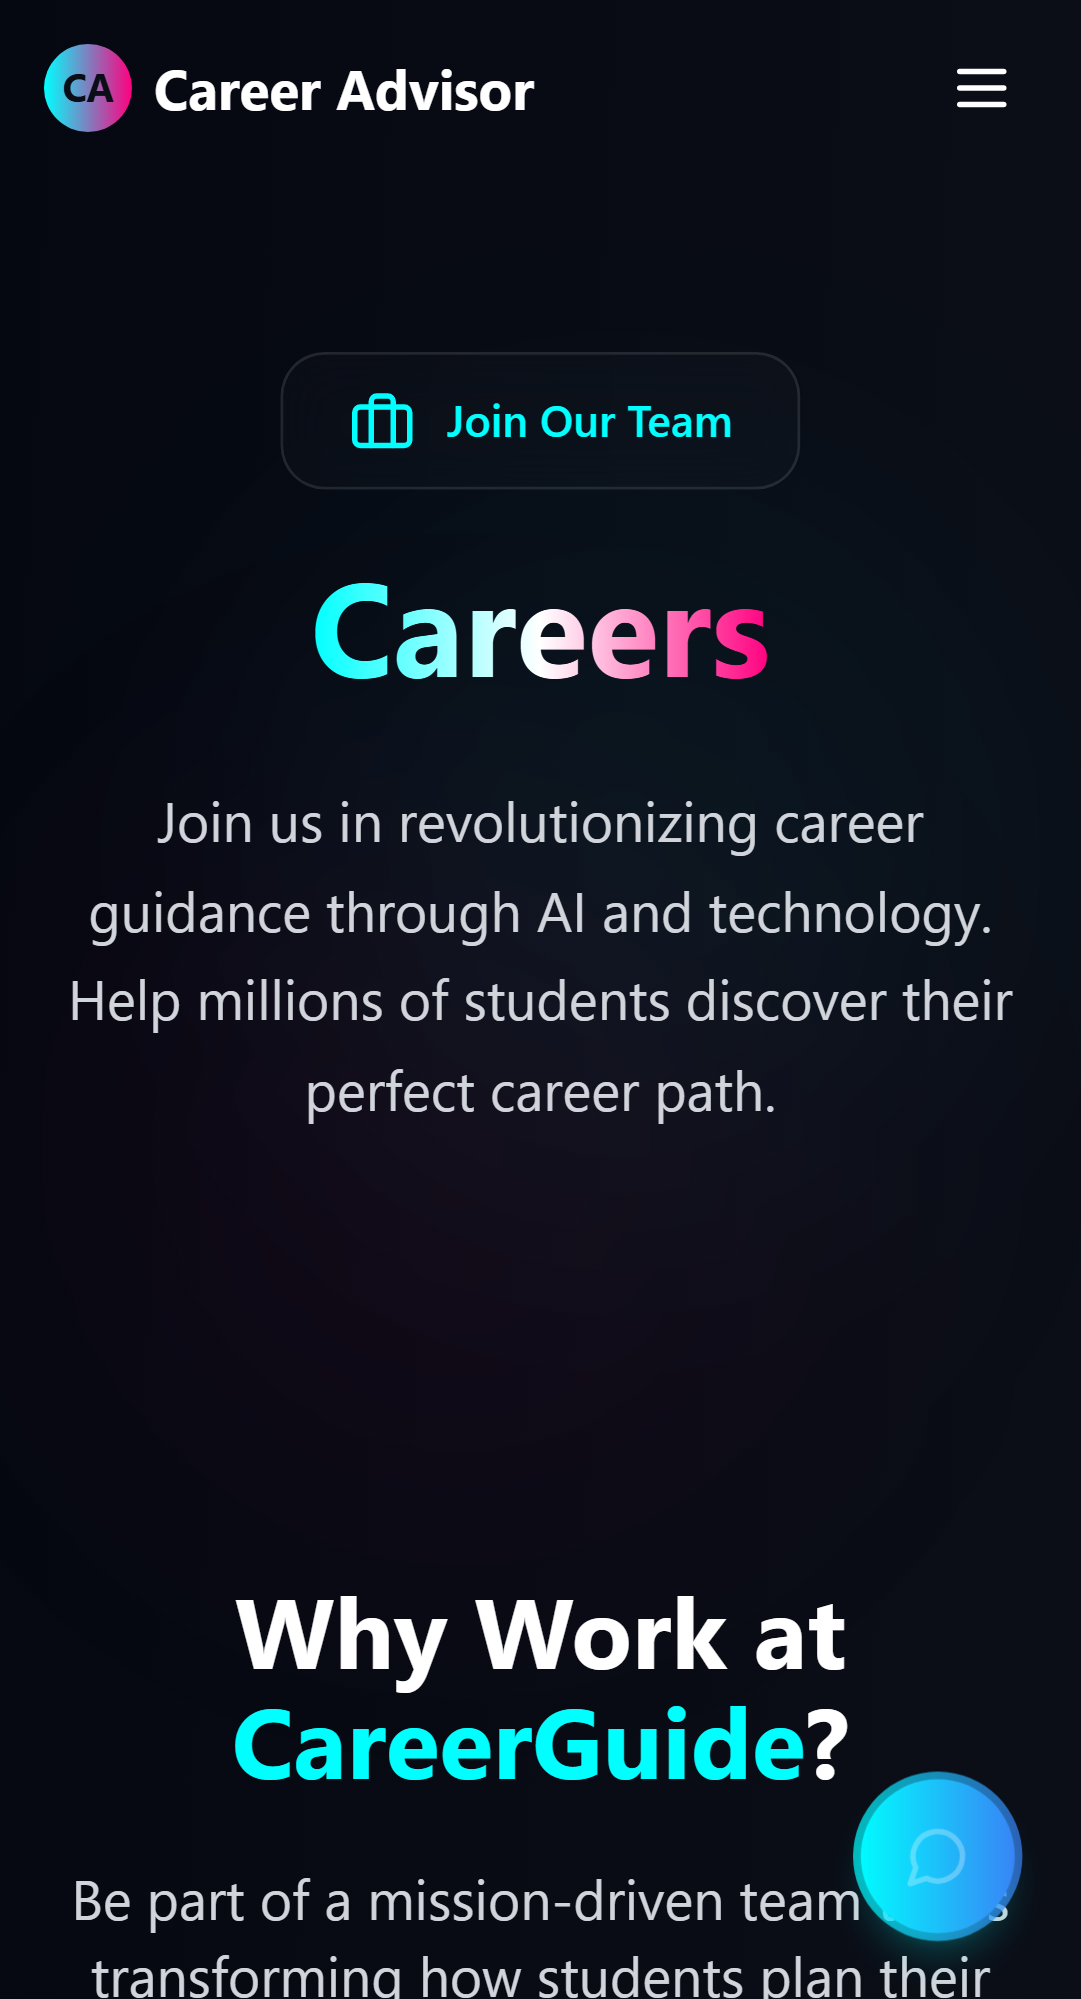 CA Career Advisor
Join Our Team
Careers
Join us in revolutionizing career
guidance through AI and technology.
Help millions of students discover their
perfect career path.
Why Work at
CareerGuide?
Be part of a mission-driven team
transforming how students plan their